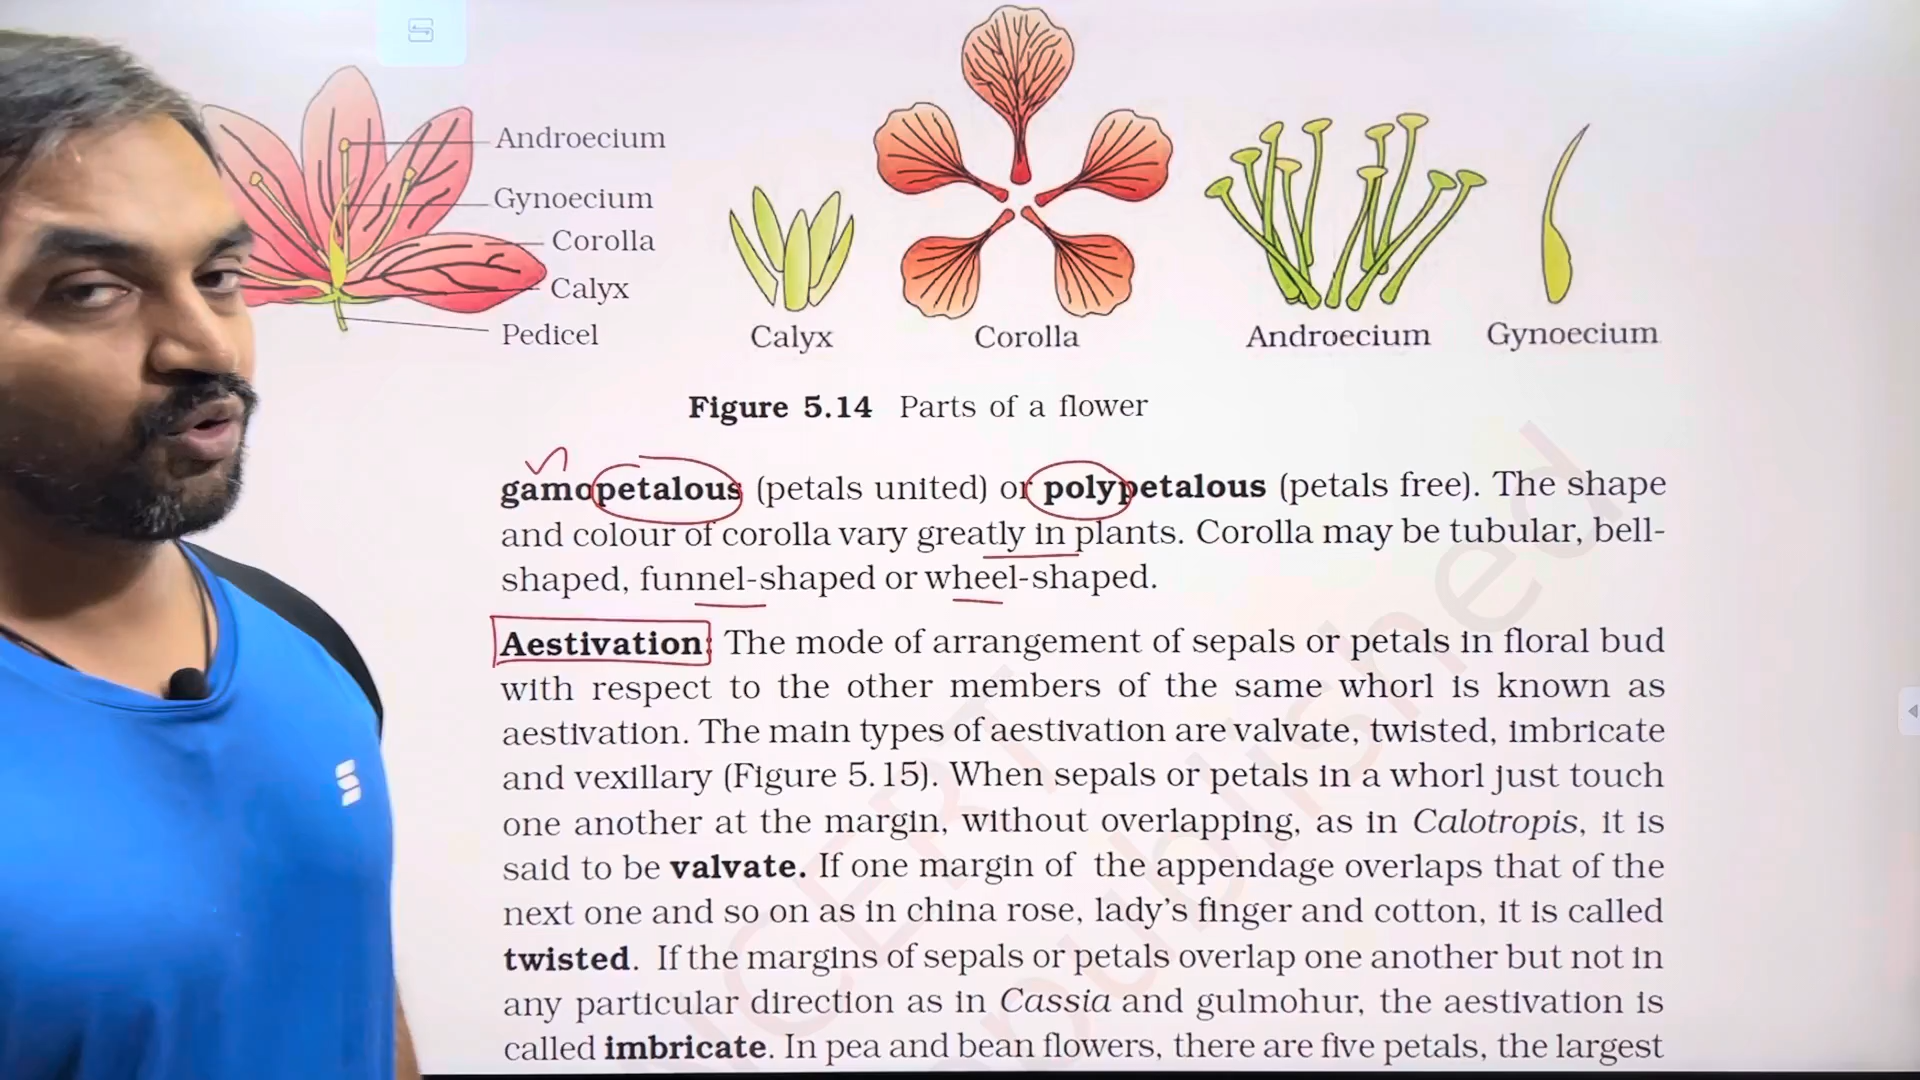 Androecium
Gynoecium
Corolla
Calyx
Pedicel
Calyx
Corolla
Androecium
Gynoecium
Figure 5.14 Parts of a flower
gamopetalous (petals united) or polypetalous (petals free). The shape
and colour of corolla vary greatly in plants. Corolla may be tubular, bell-
shaped, funnel-shaped or wheel-shaped.
Aestivation: The mode of arrangement of sepals or petals in floral bud
with respect to the other members of the same whorl is known as
aestivation. The main types of aestivation are valvate, twisted, imbricate
and vexillary (Figure 5.15). When sepals or petals in a whorl just touch
one another at the margin, without overlapping, as in Calotropis, it is
said to be valvate. If one margin of the appendage overlaps that of the
next one and so on as in china rose, lady's finger and cotton, it is called
twisted. If the margins of sepals or petals overlap one another but not in
any particular direction as in Cassia and gulmohur, the aestivation is
called imbricate. In pea and bean flowers, there are five petals, the largest
NCERT
published